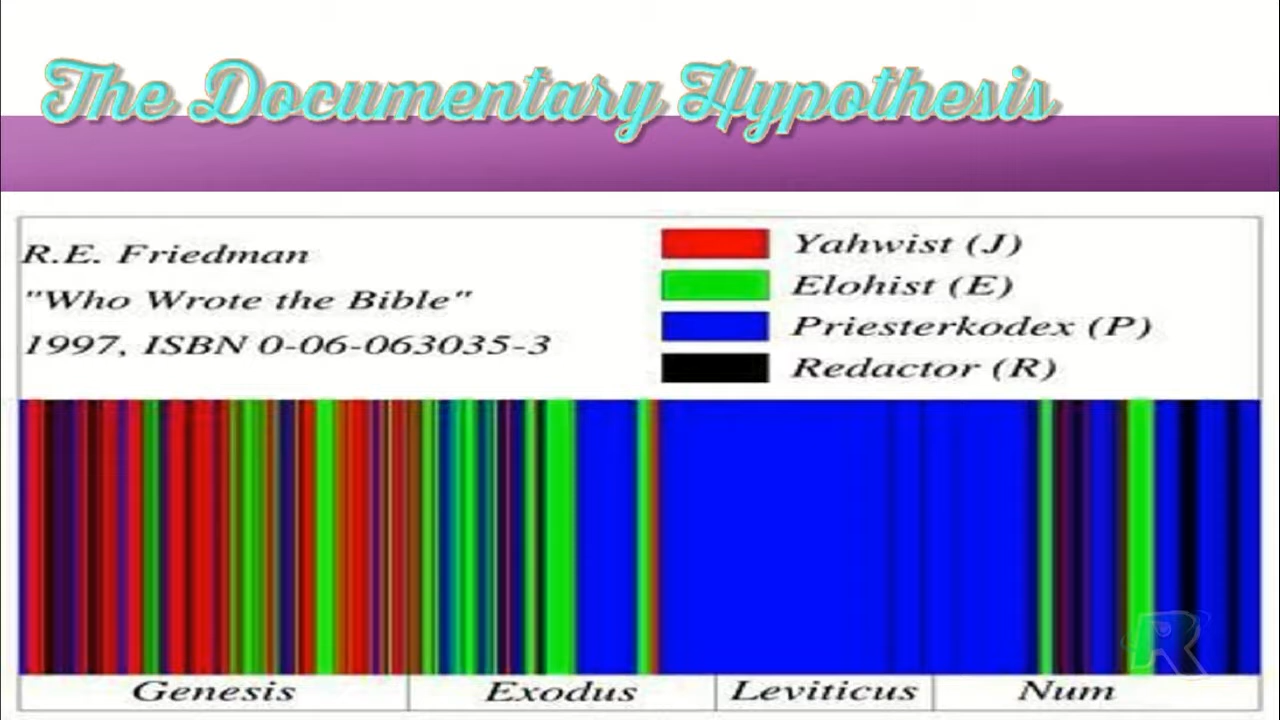 The Documentary Hypothesis
R.E. Friedman
"Who Wrote the Bible"
1997, ISBN 0-06-063035-3
Yahwist (J)
Elohist (E)
Priesterkodex (P)
Redactor (R)
Genesis
Exodus
Leviticus
Num
R